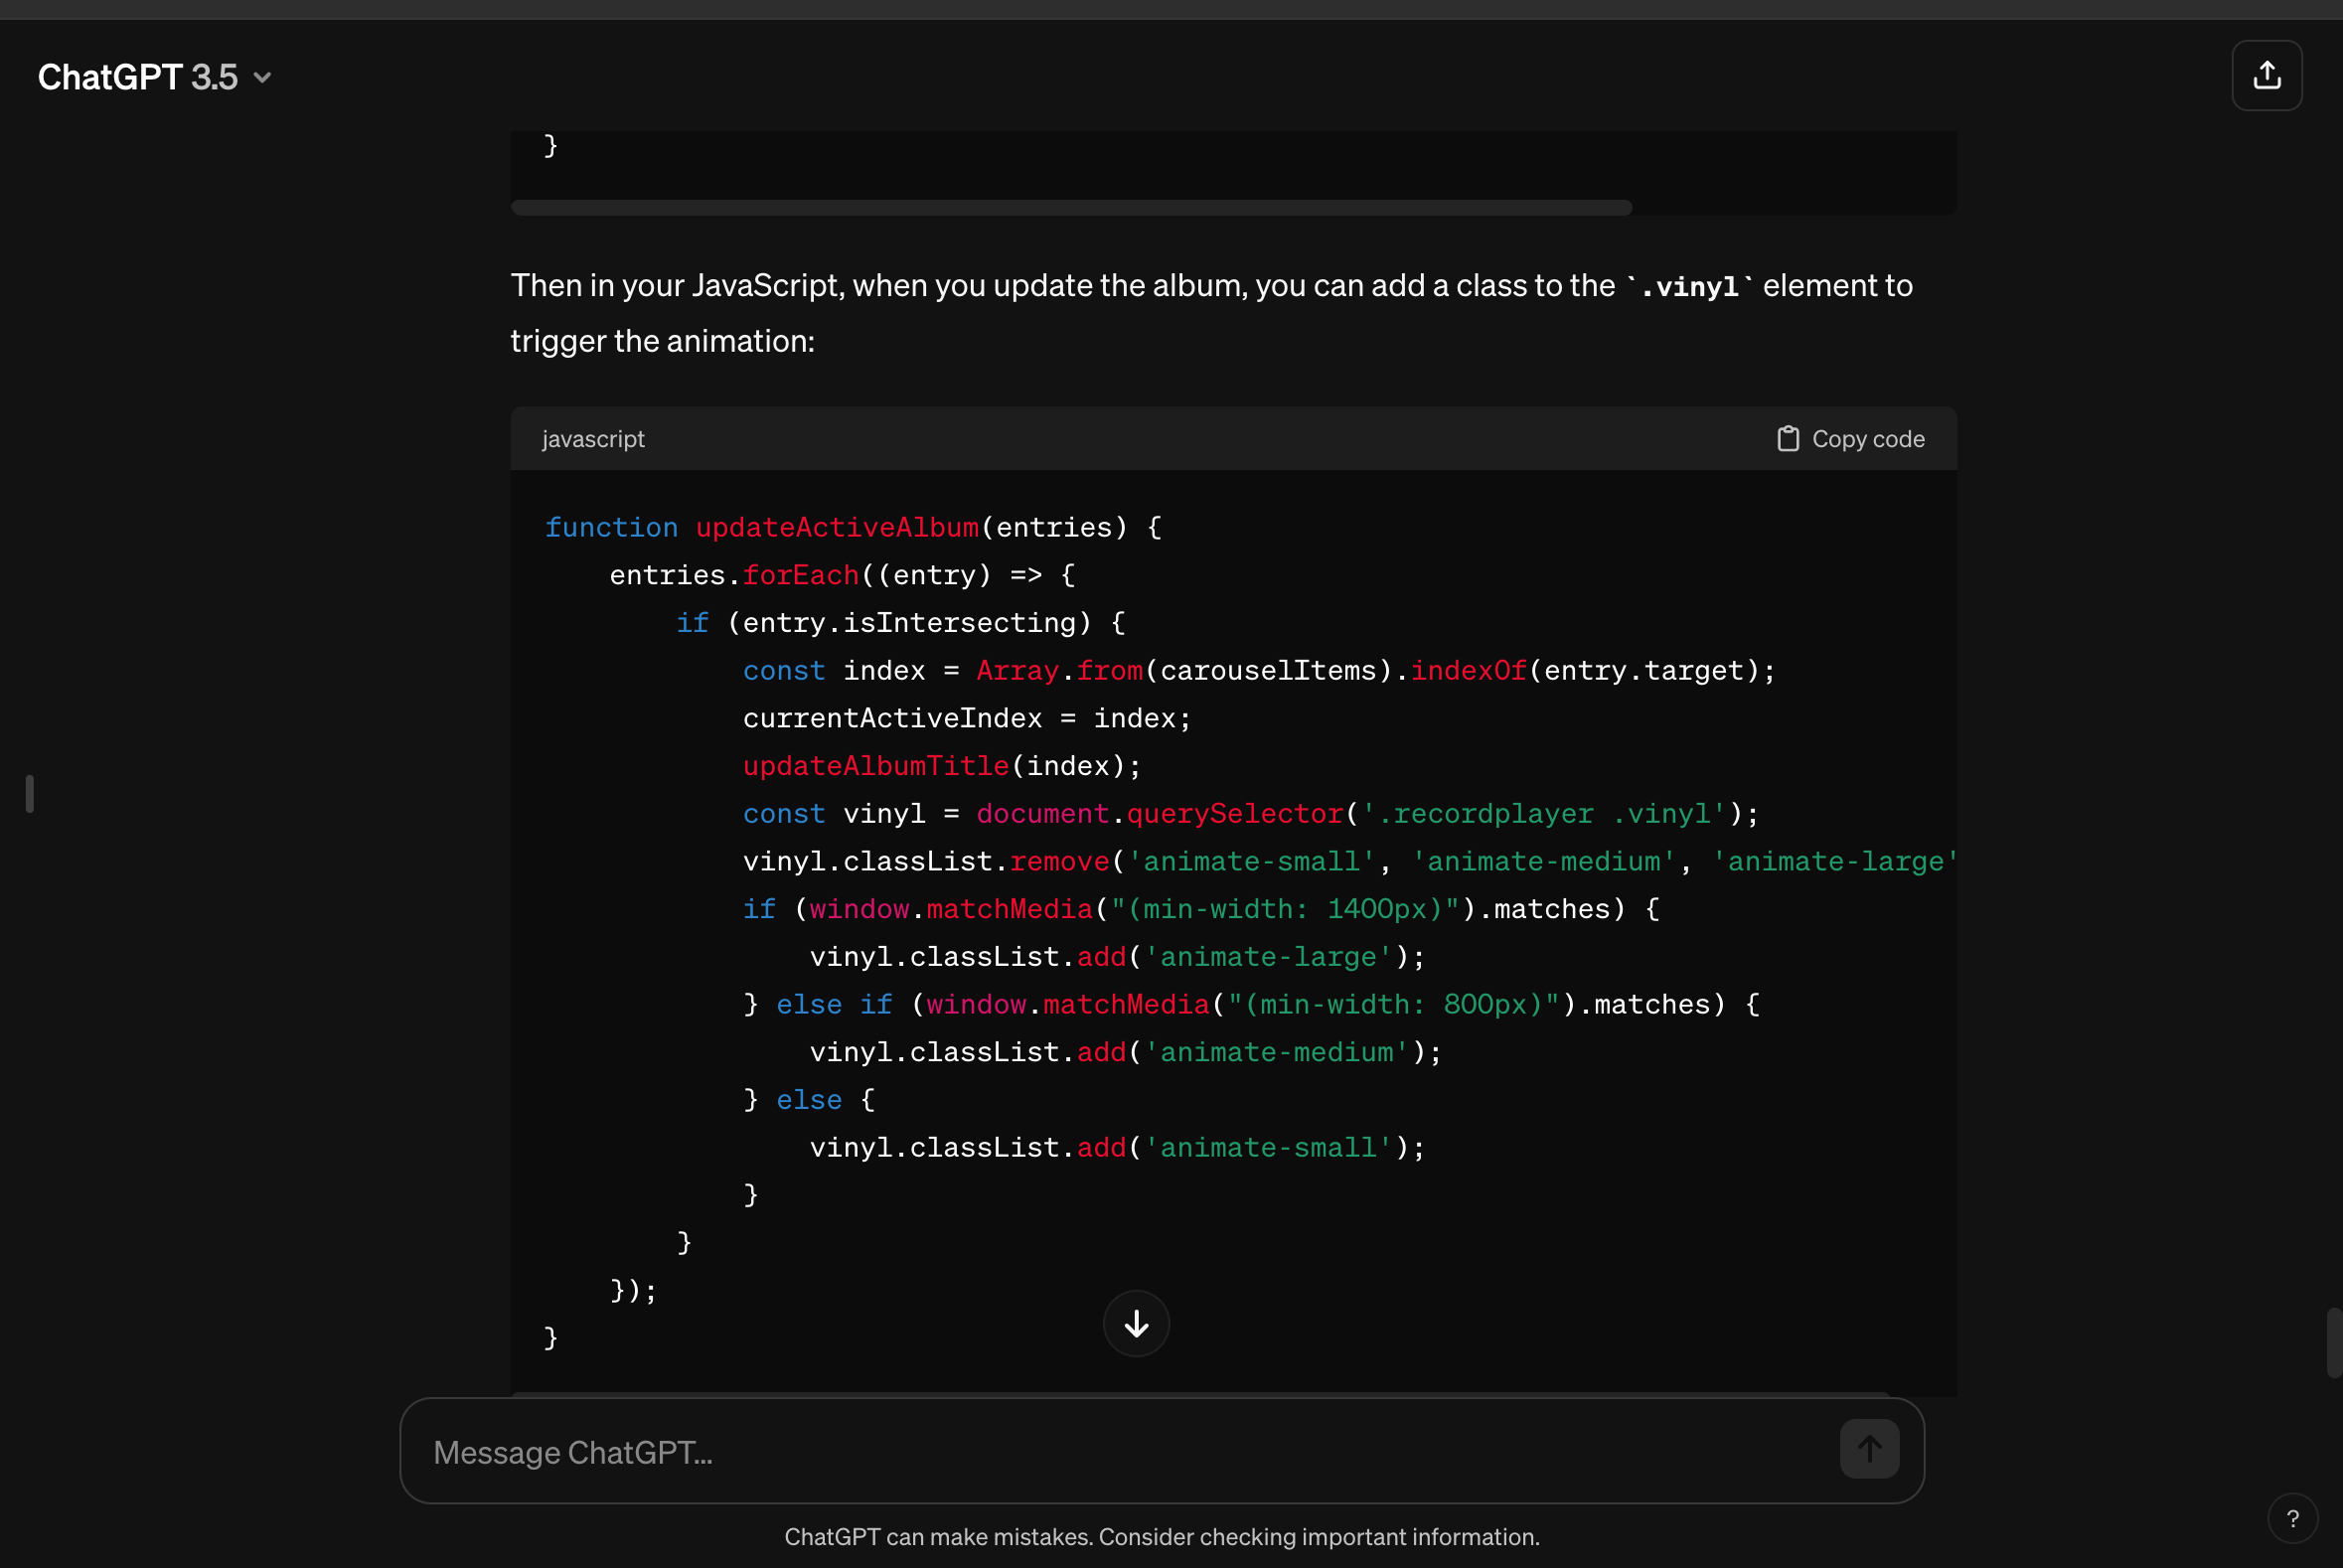 ChatGPT 3.5
}
Then in your JavaScript, when you update the album, you can add a class to the `.vinyl` element to
trigger the animation:
javascript
Copy code
function updateActiveAlbum(entries) {
    entries.forEach((entry) => {
        if (entry.isIntersecting) {
            const index = Array.from(carouselItems).indexOf(entry.target);
            currentActiveIndex = index;
            updateAlbumTitle(index);
            const vinyl = document.querySelector('.recordplayer .vinyl');
            vinyl.classList.remove('animate-small', 'animate-medium', 'animate-large'
            if (window.matchMedia("(min-width: 1400px)").matches) {
                vinyl.classList.add('animate-large');
            } else if (window.matchMedia("(min-width: 800px)").matches) {
                vinyl.classList.add('animate-medium');
            } else {
                vinyl.classList.add('animate-small');
            }
        }
    });
}
Message ChatGPT...
ChatGPT can make mistakes. Consider checking important information.
?